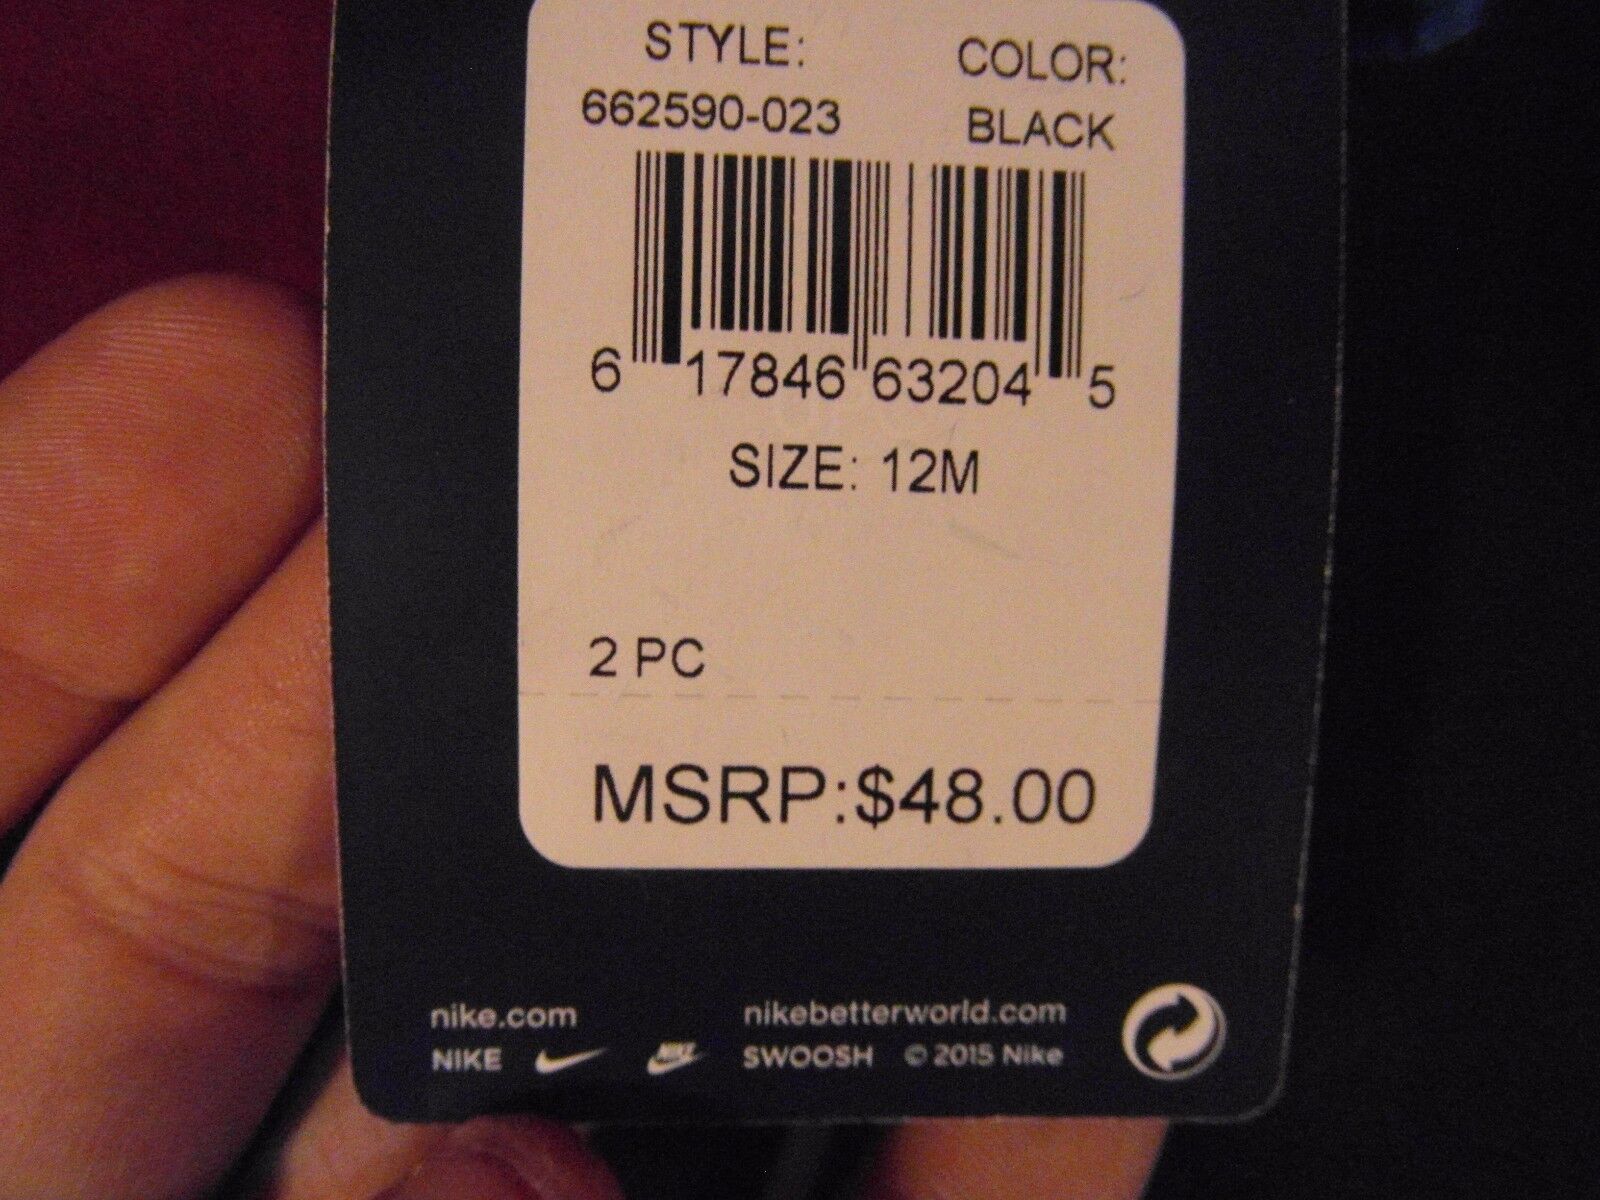 STYLE: COLOR:
662590-023 BLACK
6 17846 63204 5
SIZE: 12M
2 PC
MSRP:$48.00
nike.com nikebetterworld.com
NIKE NIKE SWOOSH © 2015 Nike